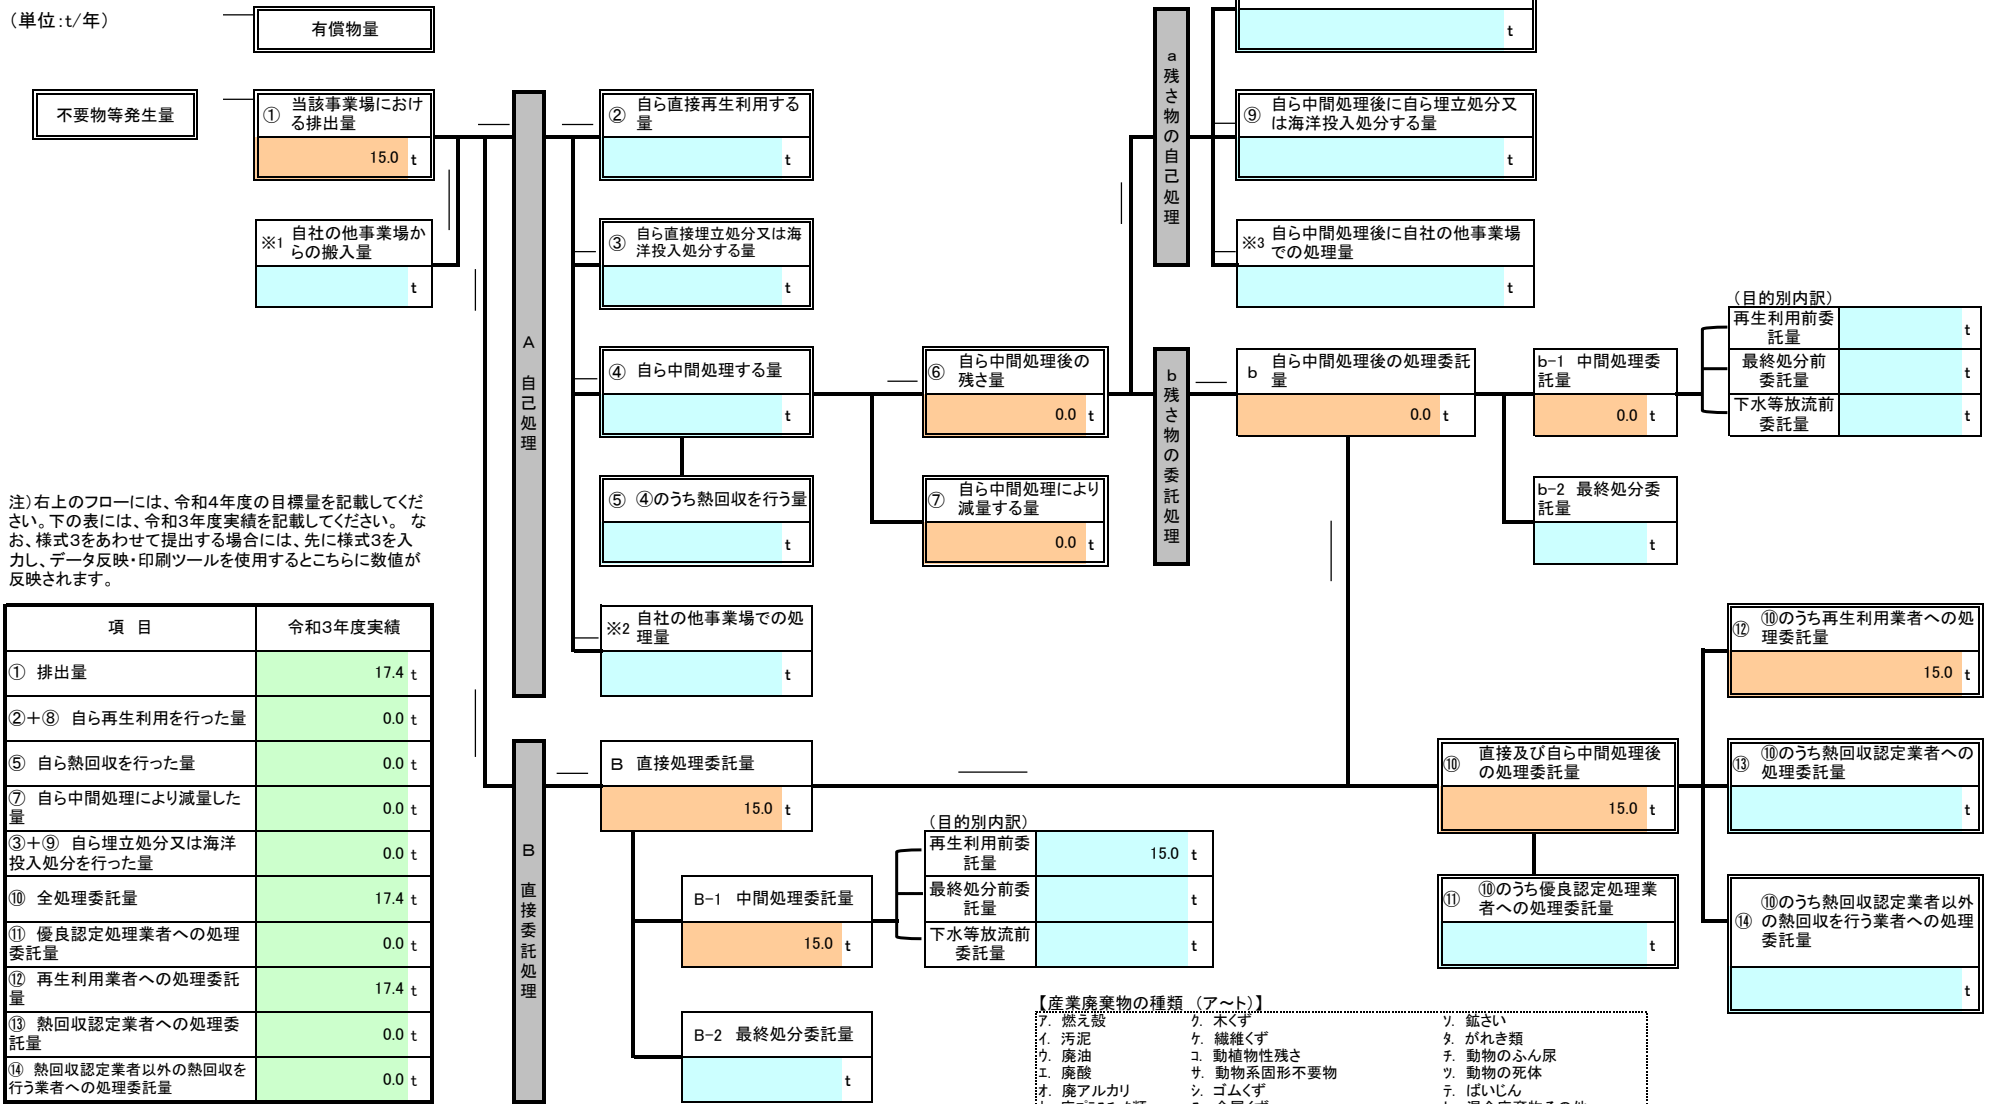 （単位:t/年）
有償物量
不要物等発生量
① 当該事業場におけ
る排出量
15.0 t
※1 自社の他事業場か
らの搬入量
t
A 自己処理
② 自ら直接再生利用する
量
t
③ 自ら直接埋立処分又は海
洋投入処分する量
t
④ 自ら中間処理する量
t
⑤ ④のうち熱回収を行う量
t
※2 自社の他事業場での処
理量
t
⑥ 自ら中間処理後の
残さ量
0.0 t
⑦ 自ら中間処理により
減量する量
0.0 t
a 残さ物の自己処理
t
⑨ 自ら中間処理後に自ら埋立処分又
は海洋投入処分する量
t
※3 自ら中間処理後に自社の他事業場
での処理量
t
b 残さ物の委託処理
b 自ら中間処理後の処理委託
量
0.0 t
b-1 中間処理委
託量
0.0 t
（目的別内訳）
再生利用前委
託量
t
最終処分前
委託量
t
下水等放流前
委託量
t
b-2 最終処分委
託量
t
注）右上のフローには、令和４年度の目標量を記載してくだ
さい。下の表には、令和３年度実績を記載してください。 な
お、様式３をあわせて提出する場合には、先に様式３を入
力し、データ反映・印刷ツールを使用するとこちらに数値が
反映されます。
項 目 令和3年度実績
① 排出量 17.4 t
②＋⑧ 自ら再生利用を行った量 0.0 t
⑤ 自ら熱回収を行った量 0.0 t
⑦ 自ら中間処理により減量した
量 0.0 t
③＋⑨ 自ら埋立処分又は海洋
投入処分を行った量 0.0 t
⑩ 全処理委託量 17.4 t
⑪ 優良認定処理業者への処理
委託量 0.0 t
⑫ 再生利用業者への処理委託
量 17.4 t
⑬ 熱回収認定業者への処理委
託量 0.0 t
⑭ 熱回収認定業者以外の熱回収を
行う業者への処理委託量 0.0 t
B 直接委託処理
B 直接処理委託量
15.0 t
B-1 中間処理委託量
15.0 t
（目的別内訳）
再生利用前委
託量
15.0 t
最終処分前委
託量
t
下水等放流前
委託量
t
B-2 最終処分委託量
t
⑩ 直接及び自ら中間処理後
の処理委託量
15.0 t
⑪ ⑩のうち優良認定処理業
者への処理委託量
t
⑫ ⑩のうち再生利用業者への処
理委託量
15.0 t
⑬ ⑩のうち熱回収認定業者への
処理委託量
t
⑭ ⑩のうち熱回収認定業者以外
の熱回収を行う業者への処理
委託量
t
【産業廃棄物の種類 （ア～ト）】
ア. 燃え殻 ク. 木くず ソ. 鉱さい
イ. 汚泥 ケ. 繊維くず タ. がれき類
ウ. 廃油 コ. 動植物性残さ チ. 動物のふん尿
エ. 廃酸 サ. 動物系固形不要物 ツ. 動物の死体
オ. 廃アルカリ シ. ゴムくず テ. ばいじん